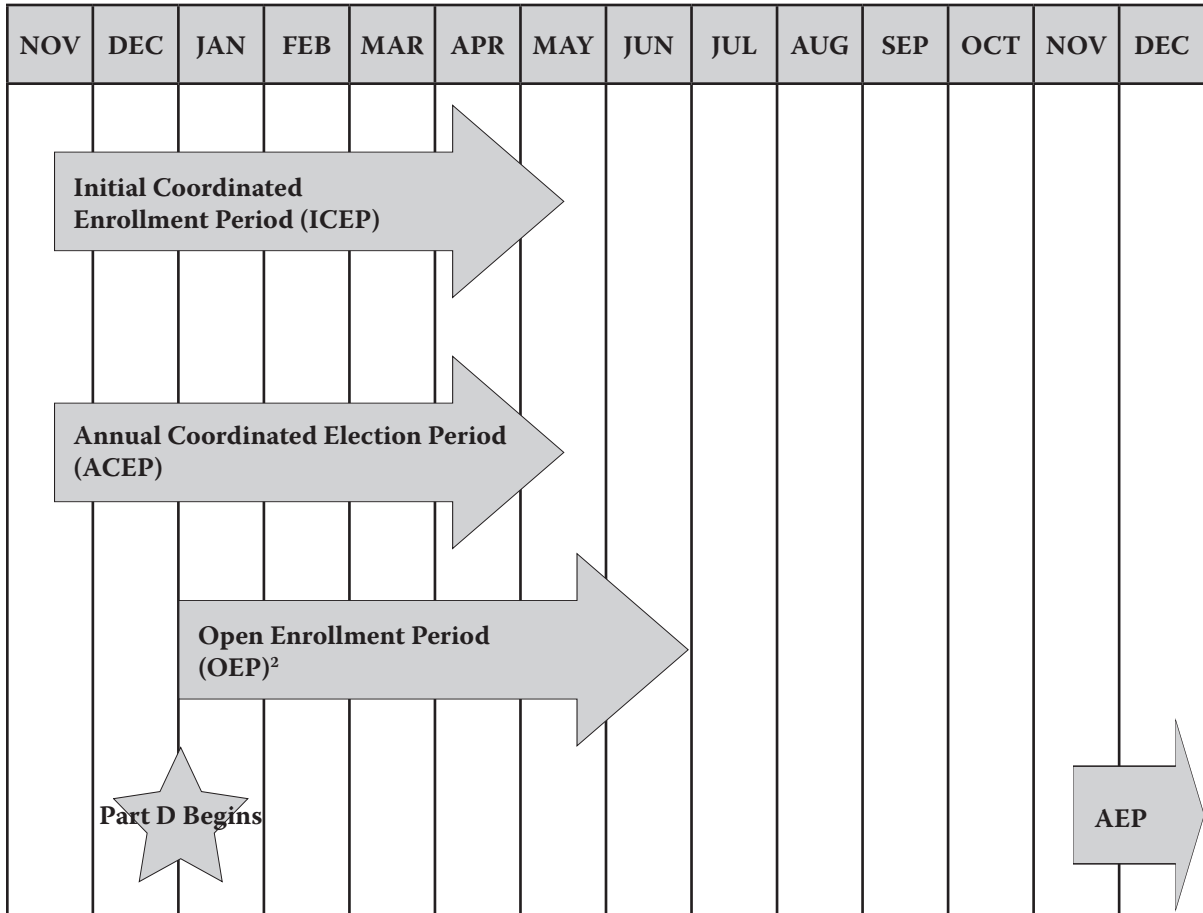 NOV DEC JAN FEB MAR APR MAY JUN JUL AUG SEP OCT NOV DEC
Initial Coordinated
Enrollment Period (ICEP)
Annual Coordinated Election Period
(ACEP)
Open Enrollment Period
(OEP)²
Part D Begins
AEP